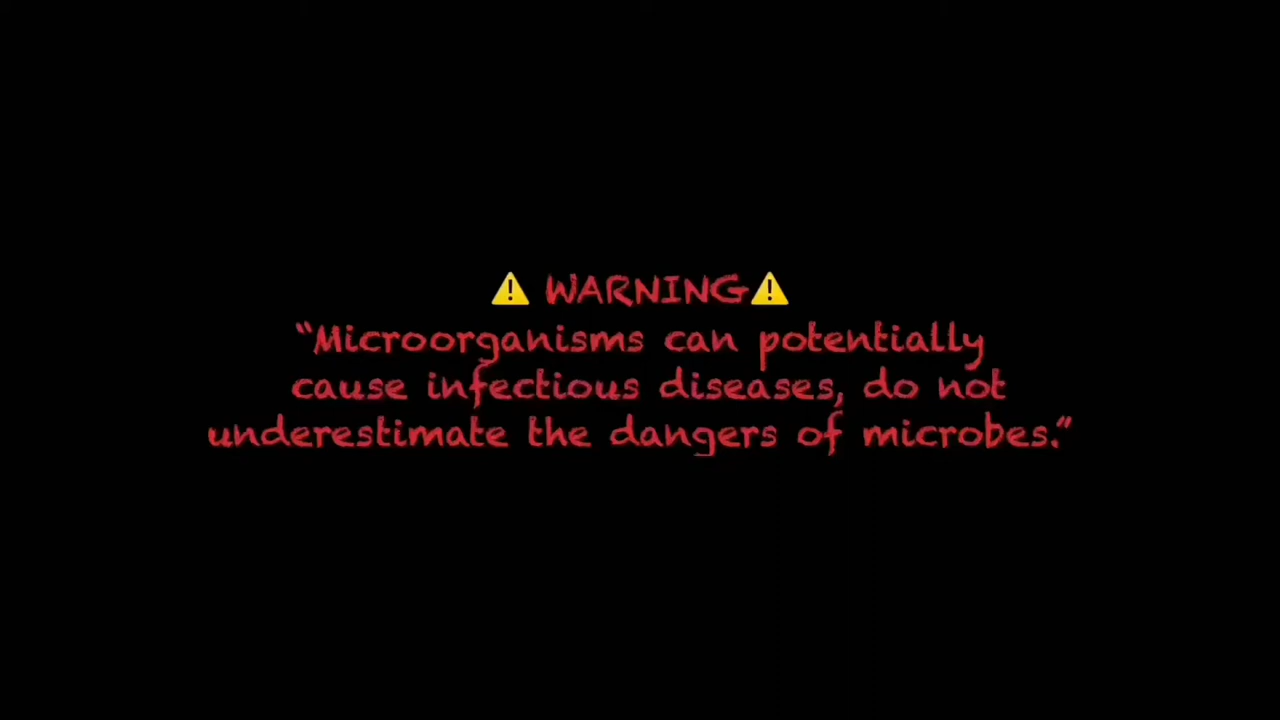 ⚠️ WARNING⚠️
“Microorganisms can potentially
cause infectious diseases, do not
underestimate the dangers of microbes.”